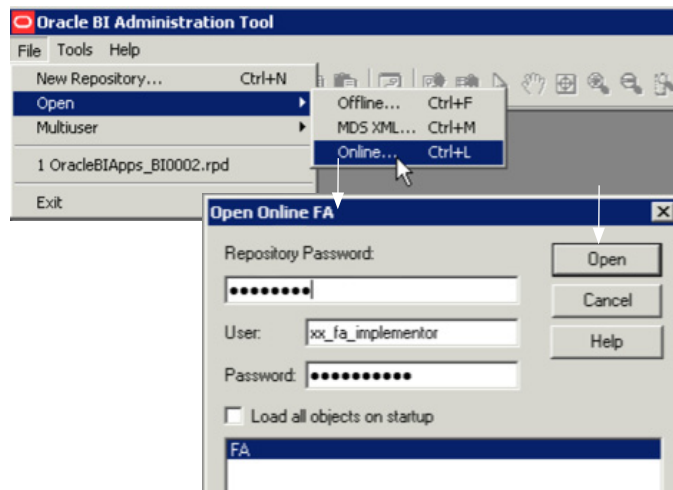 Oracle BI Administration Tool
File Tools Help
New Repository... Ctrl+N
Open
Multiuser
1 OracleBIApps_BI0002.rpd
Exit
Offline... Ctrl+F
MDS XML... Ctrl+M
Online... Ctrl+L
Open Online FA
Repository Password:
●●●●●●●●
User: xx_fa_implementor
Password: ●●●●●●●●●●
Load all objects on startup
FA
Open
Cancel
Help